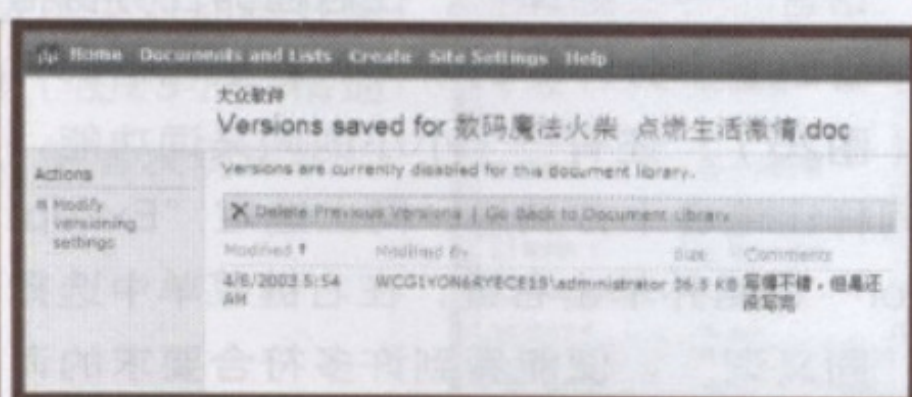 Home Documents and Lists Create Site Settings Help
大众软件
Versions saved for 数码魔法火柴 点燃生活激情.doc
Actions
Modify
versioning
settings
Versions are currently disabled for this document library.
Delete Previous Versions | Go Back to Document Library
Modified Modified By Size Comments
4/6/2003 5:54 \administrator 36.5 KB 写得不错，但是还
AM 没写完